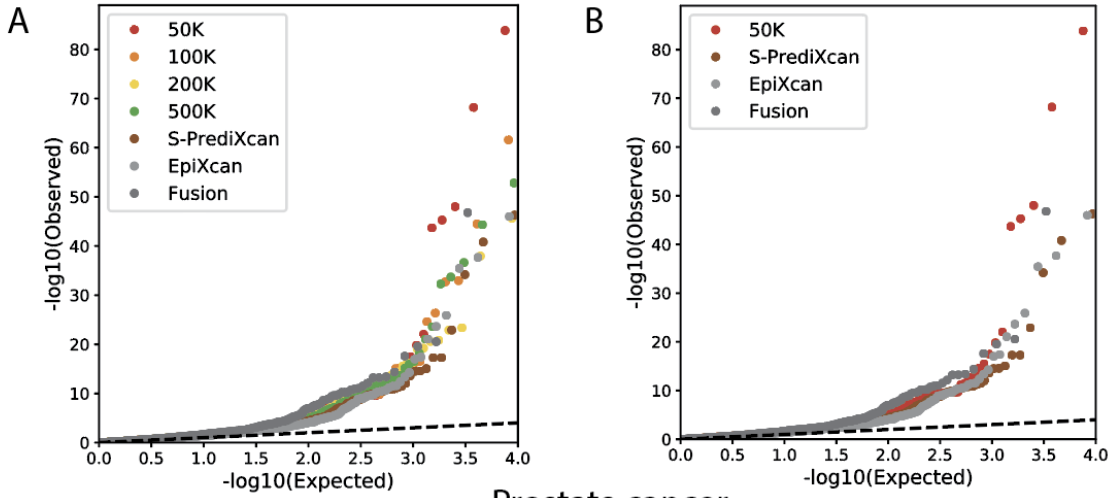 A
50K
100K
200K
500K
S-PrediXcan
EpiXcan
Fusion
-log10(Observed)
80
70
60
50
40
30
20
10
0
0.0 0.5 1.0 1.5 2.0 2.5 3.0 3.5 4.0
-log10(Expected)
B
50K
S-PrediXcan
EpiXcan
Fusion
-log10(Observed)
80
70
60
50
40
30
20
10
0
0.0 0.5 1.0 1.5 2.0 2.5 3.0 3.5 4.0
-log10(Expected)
Prostate cancer